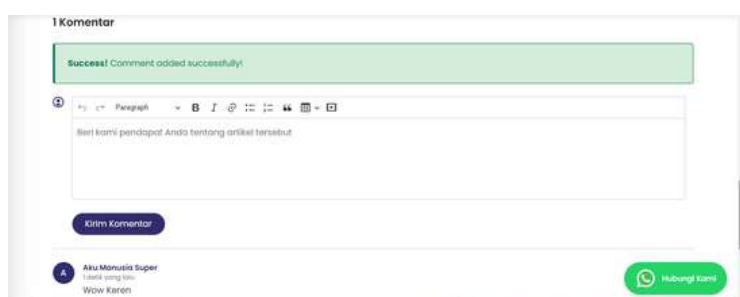 1 Komentar
Success! Comment added successfully!
Paragraph B I
Beri kami pendapat Anda tentang artikel tersebut
Kirim Komentar
A
Aku Manusia Super
1 detik yang lalu
Wow Keren
Hubungi Kami